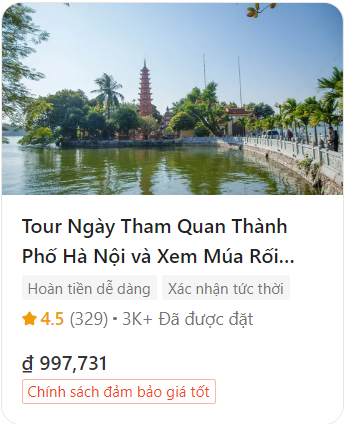 Tour Ngày Tham Quan Thành
Phố Hà Nội và Xem Múa Rối...
Hoàn tiền dễ dàng Xác nhận tức thời
4.5 (329) • 3K+ Đã được đặt
₫ 997,731
Chính sách đảm bảo giá tốt